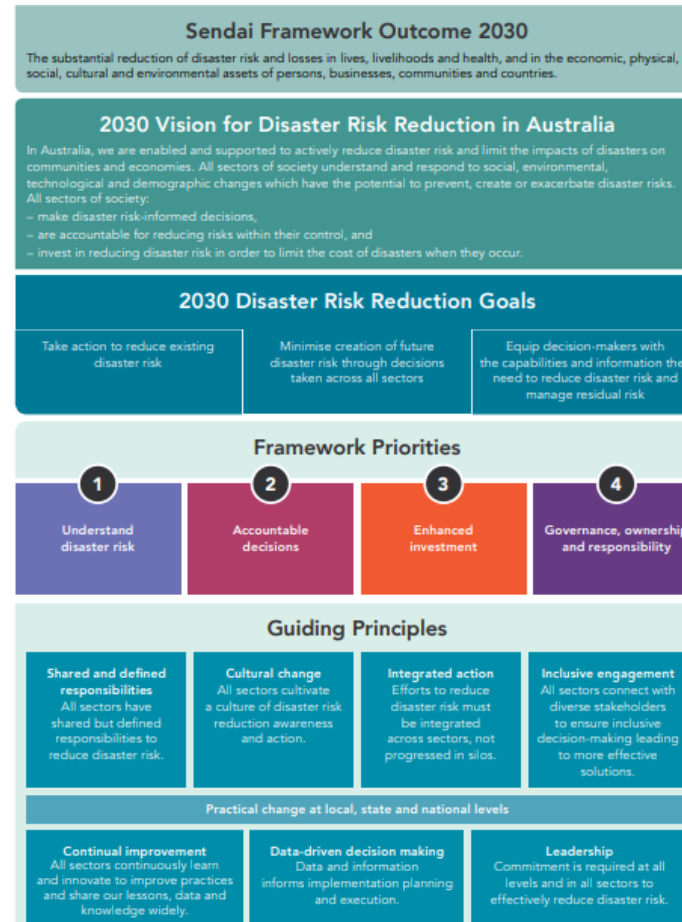 Sendai Framework Outcome 2030
The substantial reduction of disaster risk and losses in lives, livelihoods and health, and in the economic, physical,
social, cultural and environmental assets of persons, businesses, communities and countries.
2030 Vision for Disaster Risk Reduction in Australia
In Australia, we are enabled and supported to actively reduce disaster risk and limit the impacts of disasters on
communities and economies. All sectors of society understand and respond to social, environmental,
technological and demographic changes which have the potential to prevent, create or exacerbate disaster risks.
All sectors of society:
– make disaster risk-informed decisions,
– are accountable for reducing risks within their control, and
– invest in reducing disaster risk in order to limit the cost of disasters when they occur.
2030 Disaster Risk Reduction Goals
Take action to reduce existing
disaster risk
Minimise creation of future
disaster risk through decisions
taken across all sectors
Equip decision-makers with
the capabilities and information the
need to reduce disaster risk and
manage residual risk
Framework Priorities
1
Understand
disaster risk
2
Accountable
decisions
3
Enhanced
investment
4
Governance, ownership
and responsibility
Guiding Principles
Shared and defined
responsibilities
All sectors have
shared but defined
responsibilities to
reduce disaster risk.
Cultural change
All sectors cultivate
a culture of disaster risk
reduction awareness
and action.
Integrated action
Efforts to reduce
disaster risk must
be integrated
across sectors, not
progressed in silos.
Inclusive engagement
All sectors connect with
diverse stakeholders
to ensure inclusive
decision-making leading
to more effective
solutions.
Practical change at local, state and national levels
Continual improvement
All sectors continuously learn
and innovate to improve practices
and share our lessons, data and
knowledge widely.
Data-driven decision making
Data and information
informs implementation planning
and execution.
Leadership
Commitment is required at all
levels and in all sectors to
effectively reduce disaster risk.